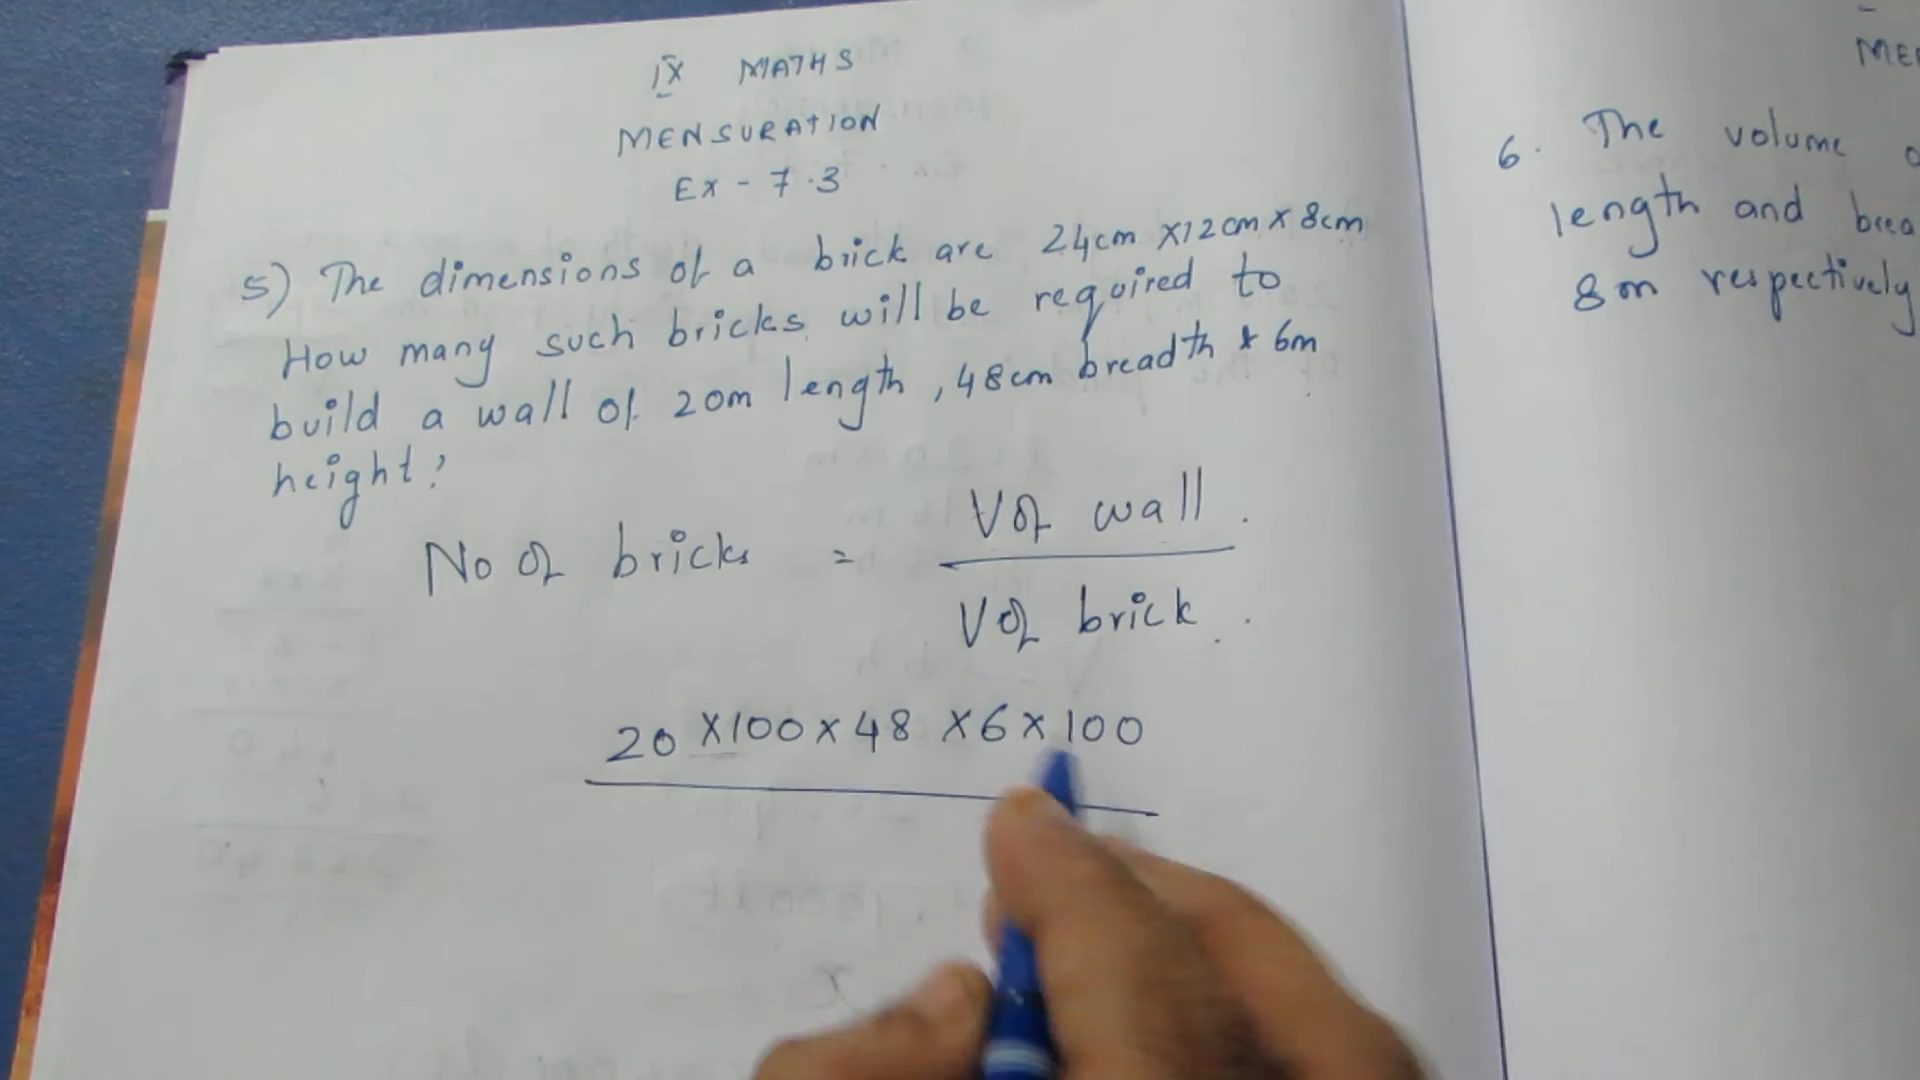 IX MATHS
MENSURATION
Ex - 7.3
5) The dimensions of a brick are 24cm x12cm x 8cm
How many such bricks will be required to
build a wall of 20m length, 48cm breadth & 6m
height?
No of bricks = V of wall
V of brick
20 x100 x 48 x 6 x 100
6. The volume
length and
8m respectively